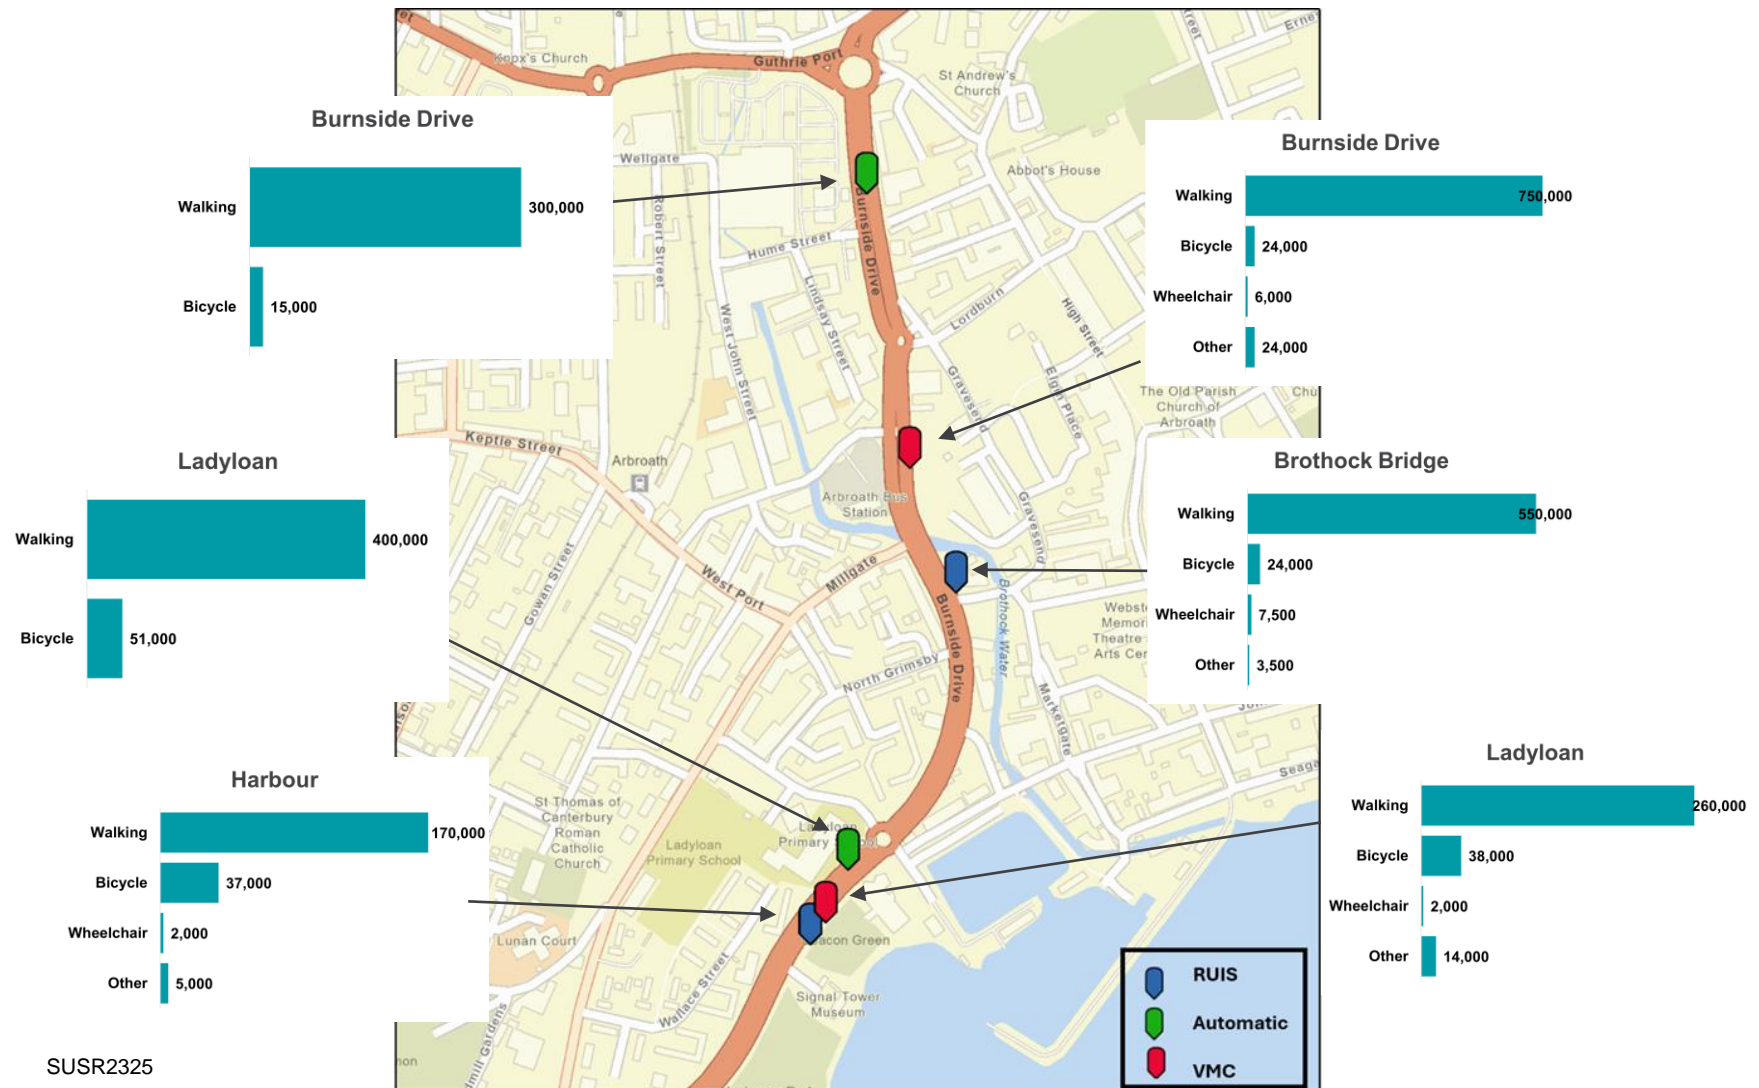 Knox's Church
Guthrie Port
St Andrew's
Church
Burnside Drive
Walking
300,000
Bicycle
15,000
Wellgate
Robert Street
Abbot's House
Burnside Drive
Walking
750,000
Bicycle
24,000
Wheelchair
6,000
Other
24,000
Burnside Drive
Hume Street
Lindsay Street
West John Street
Lordburn
High Street
Gravesend
Elgin Place
The Old Parish
Church of
Arbroath
Ladyloan
Walking
400,000
Bicycle
51,000
Keptie Street
Arbroath
Arbroath Bus
Station
Gravesend
Brothock Bridge
Walking
550,000
Bicycle
24,000
Wheelchair
7,500
Other
3,500
Gowan Street
West Port
Millgate
Burnside Drive
Brothock Water
North Grimsby
Marketgate
Harbour
Walking
170,000
Bicycle
37,000
Wheelchair
2,000
Other
5,000
St Thomas of
Canterbury
Roman
Catholic
Church
Ladyloan
Primary School
Ladyloan
Primary School
Lunan Court
Wallace Street
Signal Tower
Museum
Ladyloan
Walking
260,000
Bicycle
38,000
Wheelchair
2,000
Other
14,000
RUIS
Automatic
VMC
SUSR2325